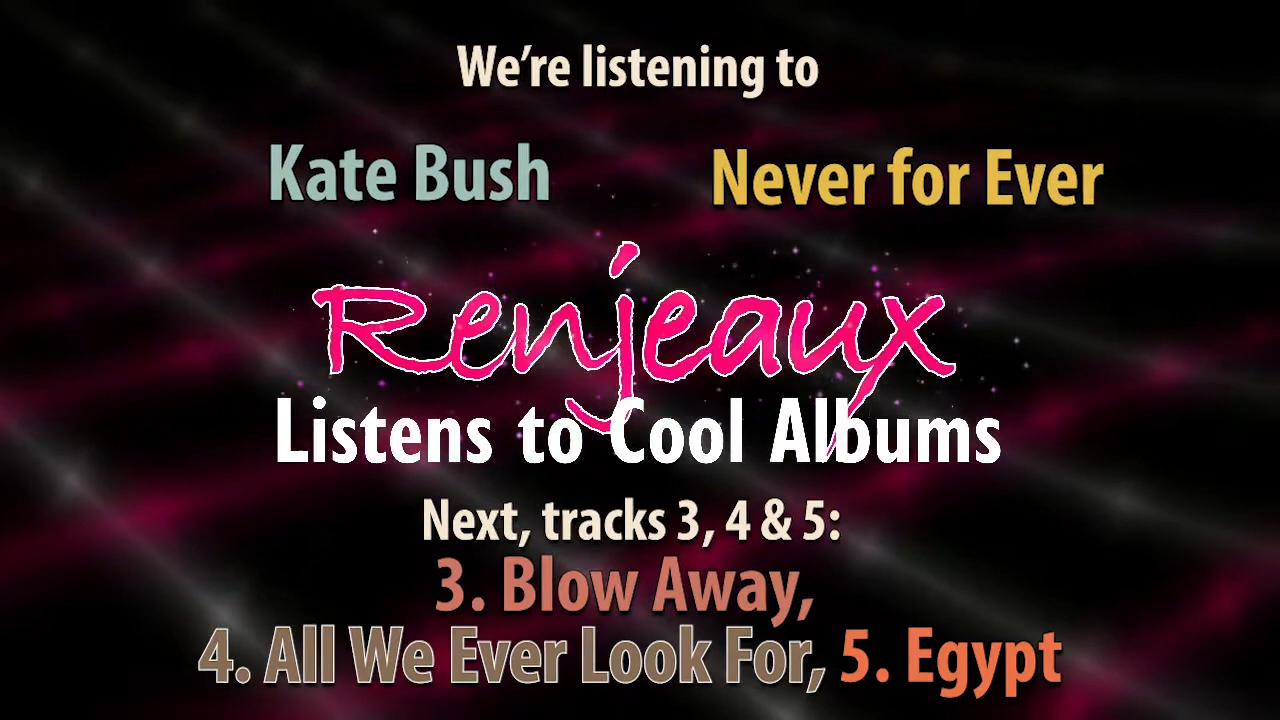 We’re listening to
Kate Bush Never for Ever
Renjeaux
Listens to Cool Albums
Next, tracks 3, 4 & 5:
3. Blow Away,
4. All We Ever Look For, 5. Egypt